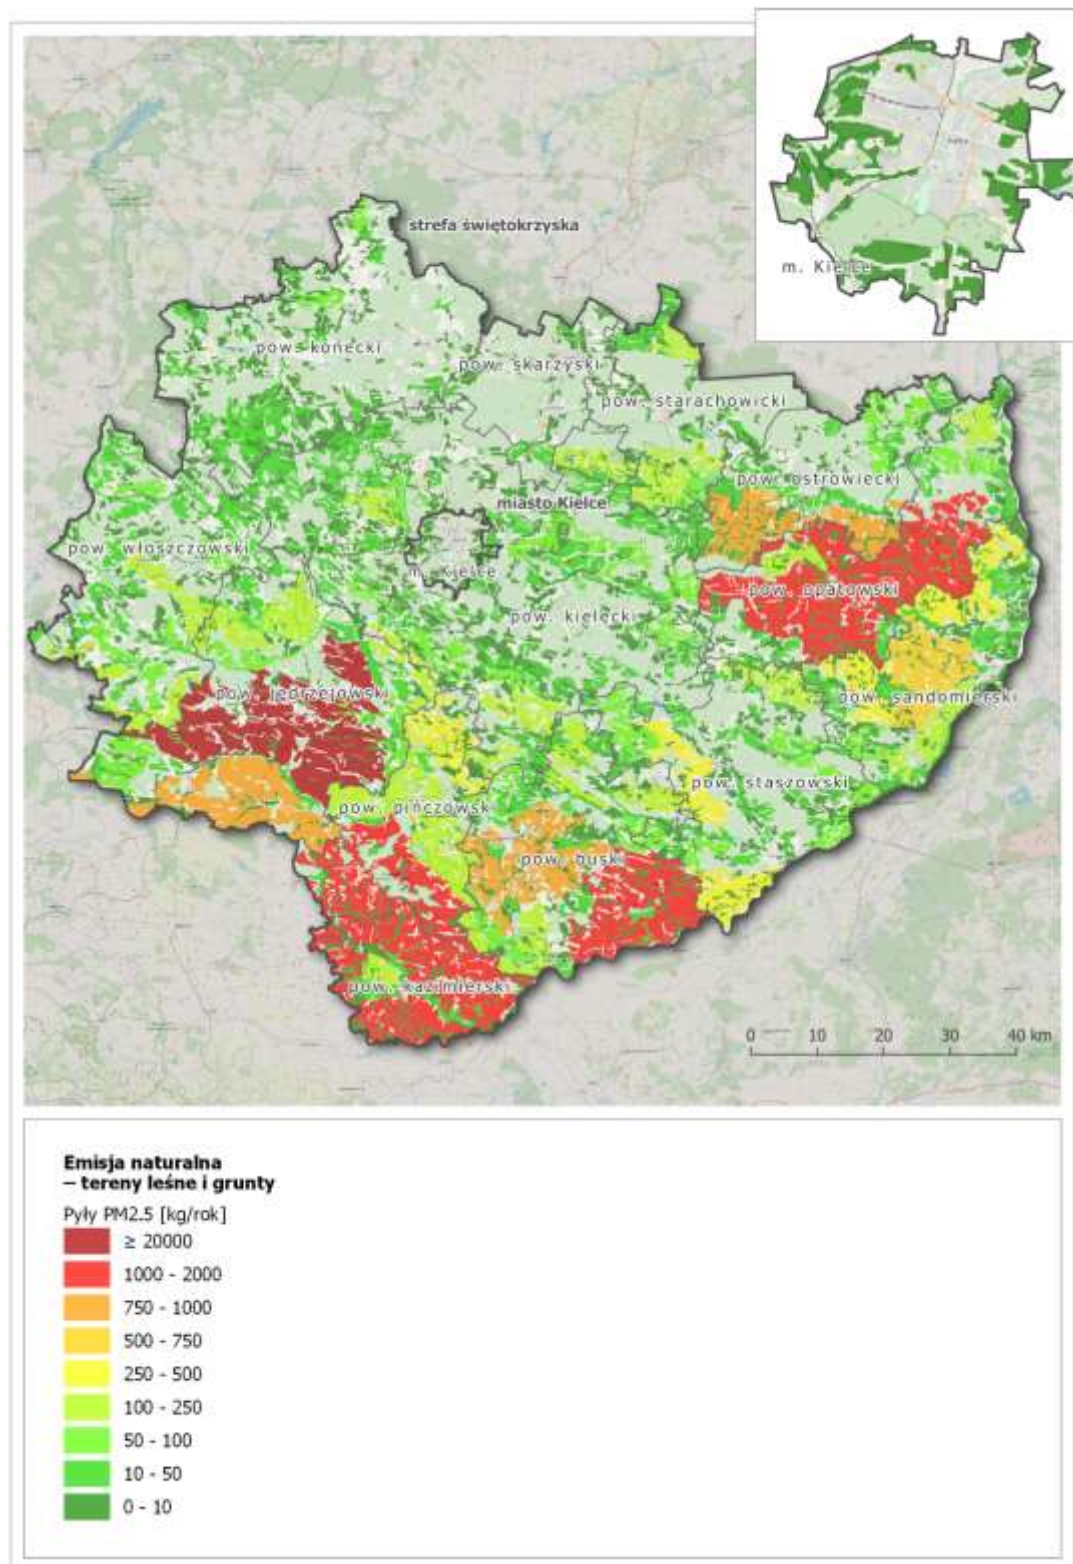 strefa świętokrzyska
pow. konecki
pow. skarżyski
pow. starachowicki
pow. ostrowiecki
miasto Kielce
pow. włoszczowski
m. Kielce
pow. opatowski
pow. kielecki
pow. jędrzejowski
pow. sandomierski
pow. staszowski
pow. pińczowsk
pow. buski
pow. kazimierski
m. Kielce
0 10 20 30 40 km
Emisja naturalna
– tereny leśne i grunty
Pyły PM2.5 [kg/rok]
≥ 20000
1000 - 2000
750 - 1000
500 - 750
250 - 500
100 - 250
50 - 100
10 - 50
0 - 10